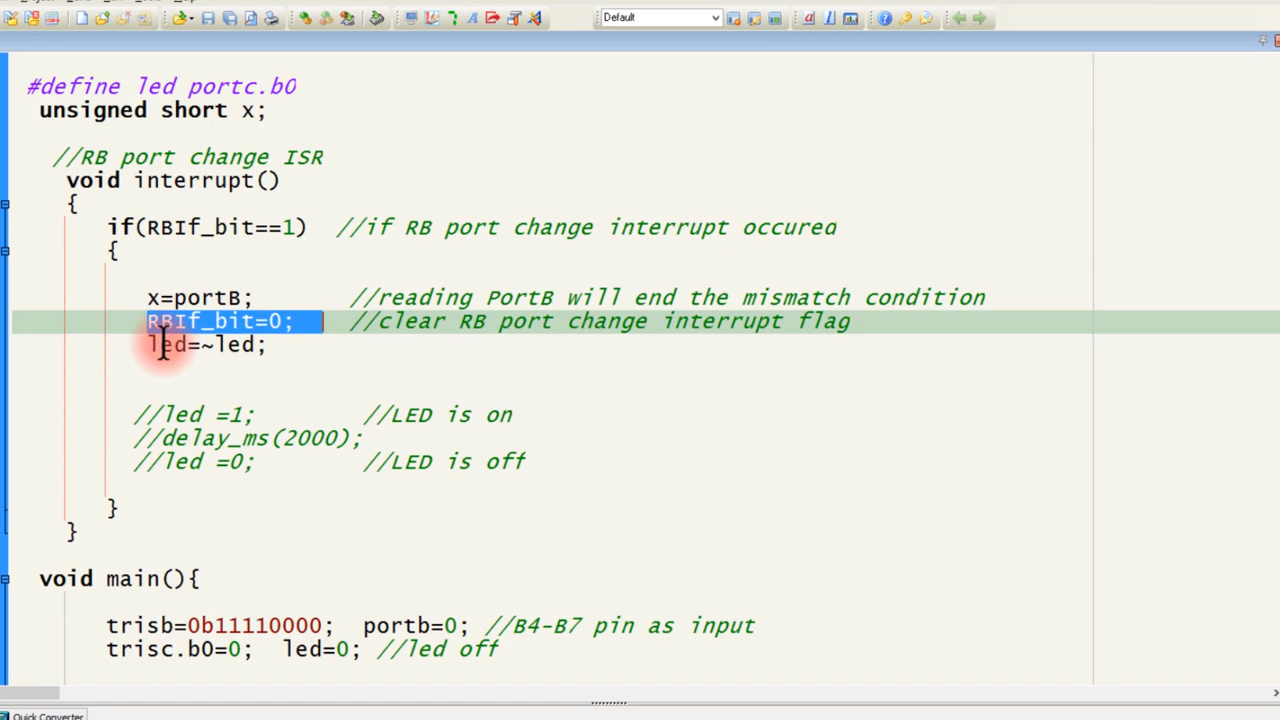 Default
#define led portc.b0
unsigned short x;
//RB port change ISR
void interrupt()
{
if(RBIf_bit==1) //if RB port change interrupt occured
{
x=portB; //reading PortB will end the mismatch condition
RBIf_bit=0; //clear RB port change interrupt flag
led=~led;
//led =1; //LED is on
//delay_ms(2000);
//led =0; //LED is off
}
}
void main(){
trisb=0b11110000; portb=0; //B4-B7 pin as input
trisc.b0=0; led=0; //led off
Quick Converter